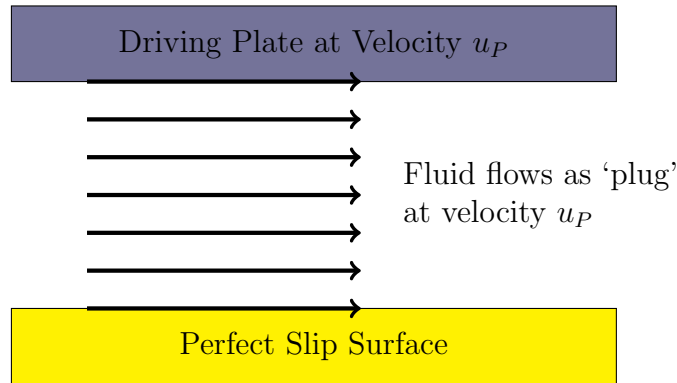 Driving Plate at Velocity u_P
Fluid flows as ‘plug’
at velocity u_P
Perfect Slip Surface